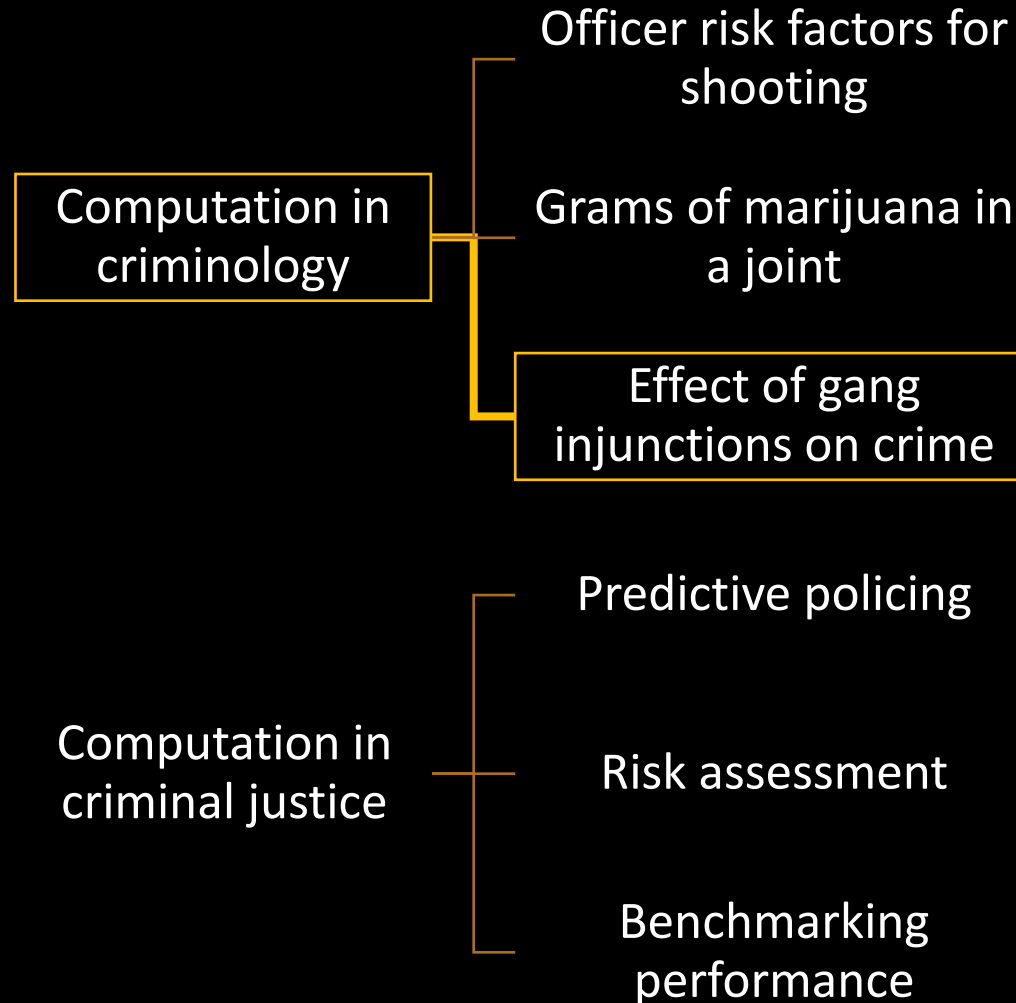 Computation in
criminology
Officer risk factors for
shooting
Grams of marijuana in
a joint
Effect of gang
injunctions on crime
Computation in
criminal justice
Predictive policing
Risk assessment
Benchmarking
performance